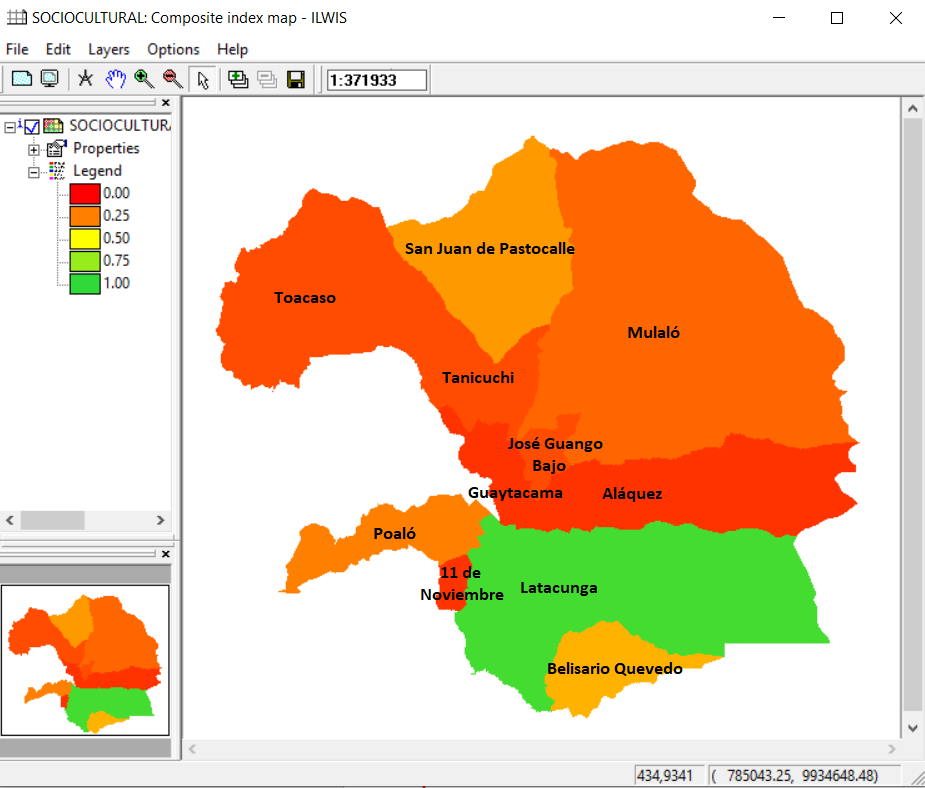 SOCIOCULTURAL: Composite index map - ILWIS
File Edit Layers Options Help
1:371933
SOCIOCULTURA
Properties
Legend
0.00
0.25
0.50
0.75
1.00
San Juan de Pastocalle
Toacaso
Mulaló
Tanicuchi
José Guango
Bajo
Guaytacama
Aláquez
Poaló
11 de
Noviembre
Latacunga
Belisario Quevedo
434,9341
( 785043.25, 9934648.48)